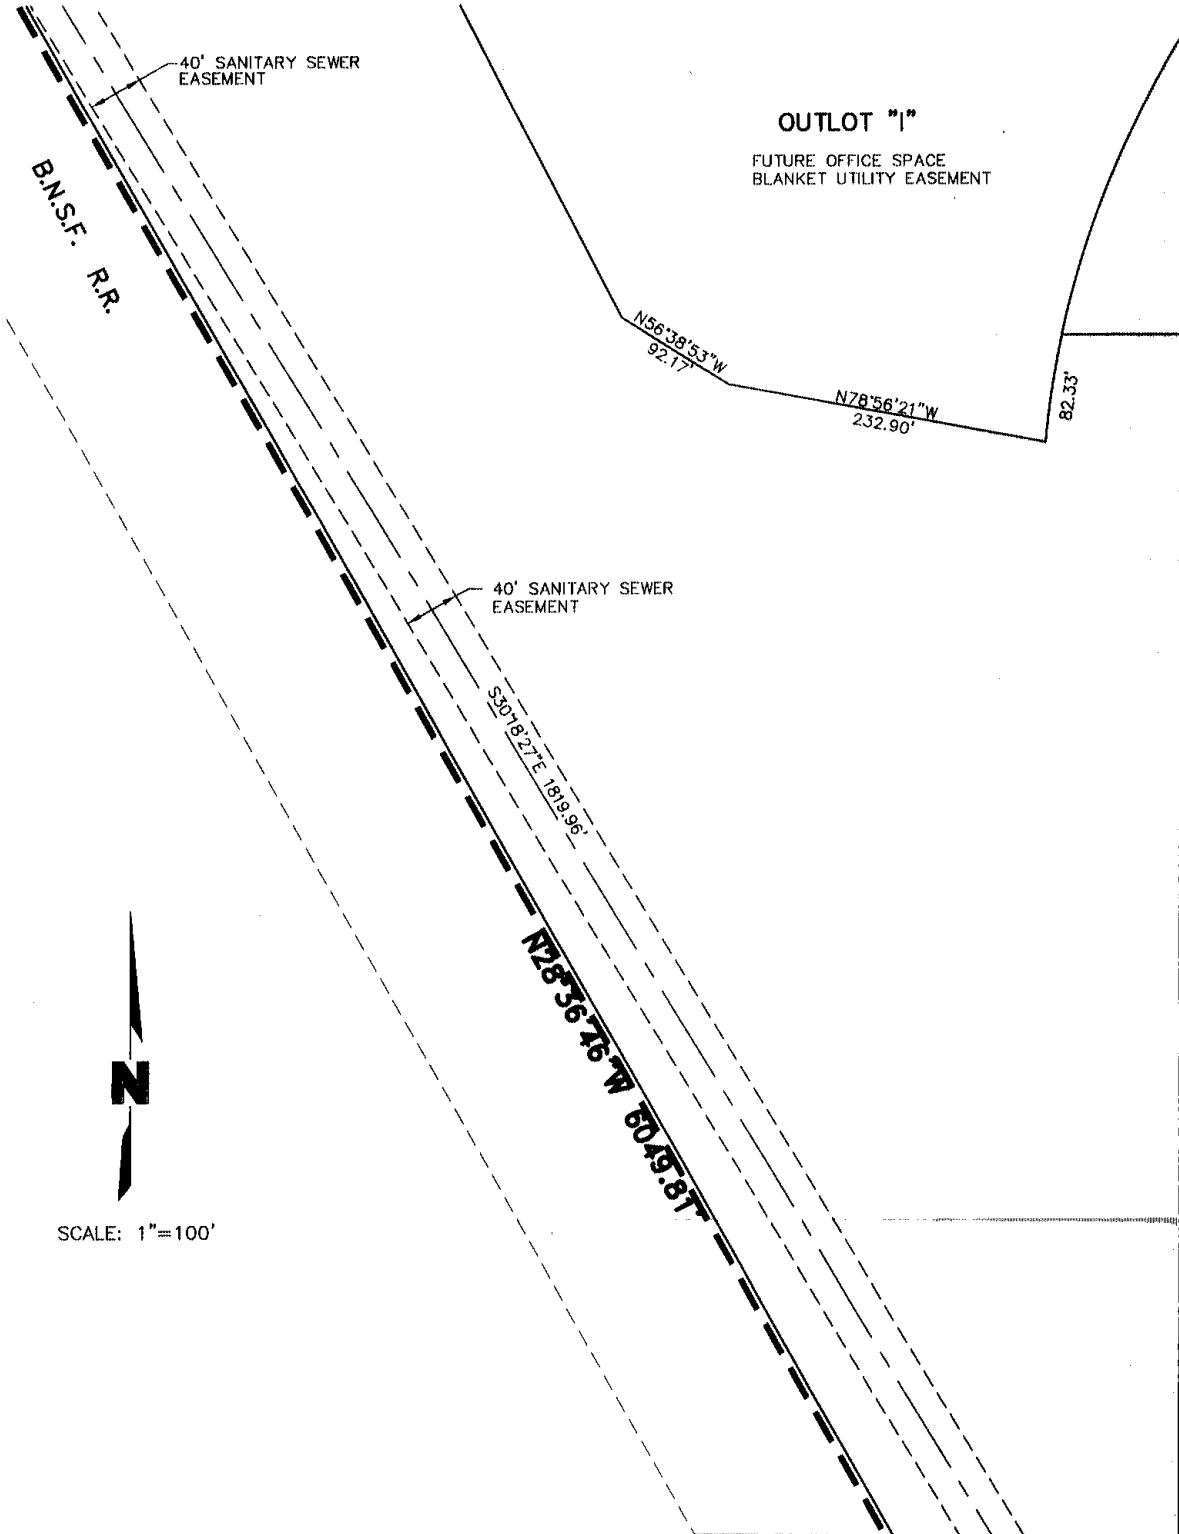 40' SANITARY SEWER
EASEMENT
OUTLOT "I"
FUTURE OFFICE SPACE
BLANKET UTILITY EASEMENT
B.N.S.F. R.R.
N56°38'53"W
92.17'
N78°56'21"W
232.90'
82.33'
40' SANITARY SEWER
EASEMENT
S30°18'27"E 1819.96'
N28°36'46"W 6049.81'
N
SCALE: 1"=100'